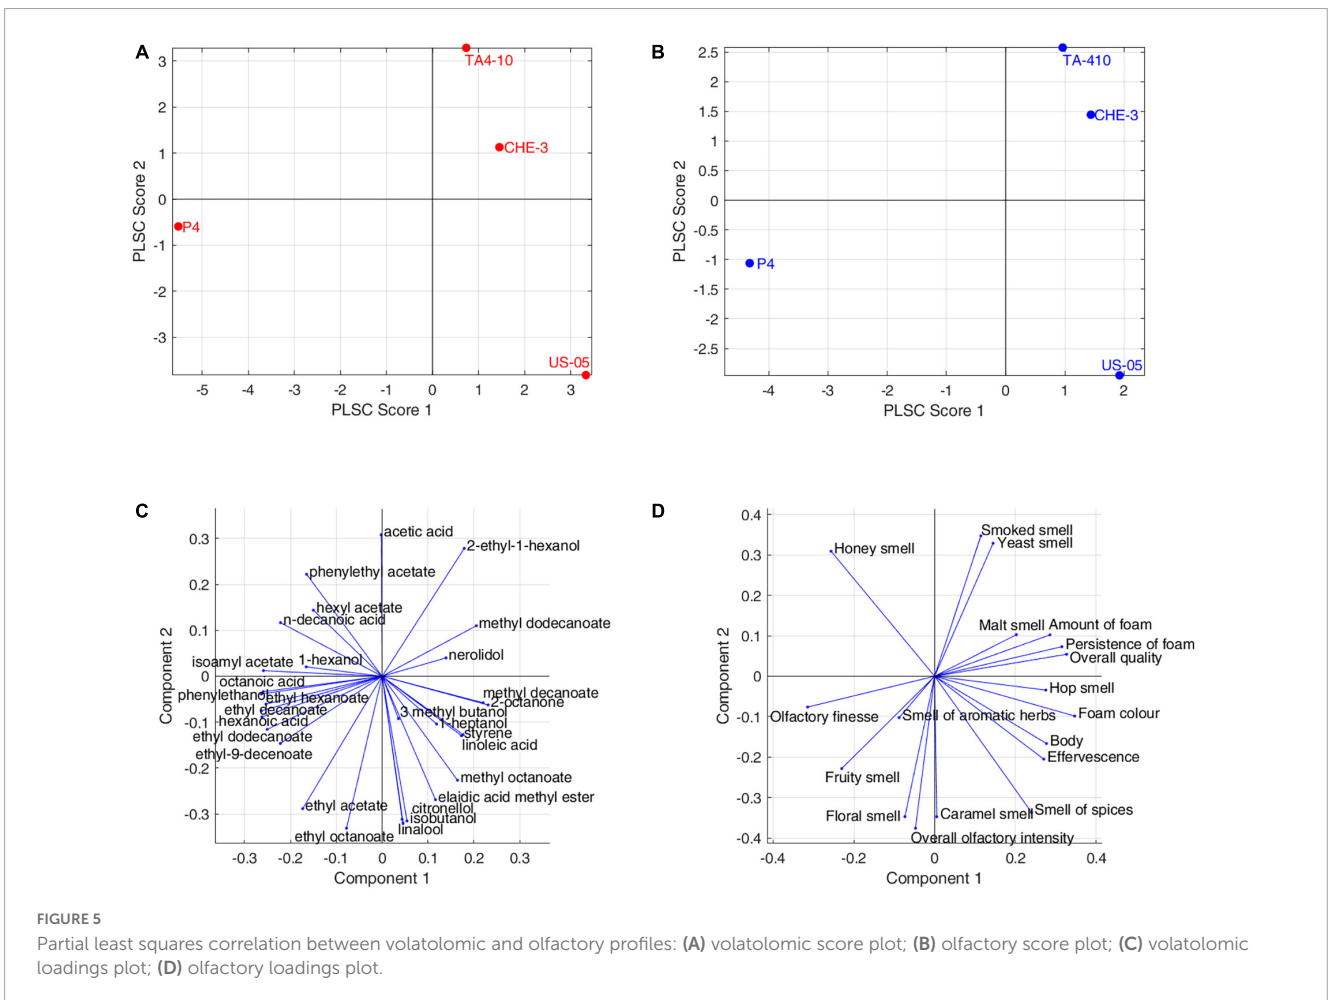 A
3
2
1
0
-1
-2
-3
-5 -4 -3 -2 -1 0 1 2 3
PLSC Score 2
PLSC Score 1
TA4-10
CHE-3
P4
US-05
B
2.5
2
1.5
1
0.5
0
-0.5
-1
-1.5
-2
-2.5
-4 -3 -2 -1 0 1 2
PLSC Score 2
PLSC Score 1
TA-410
CHE-3
P4
US-05
C
0.3
0.2
0.1
0
-0.1
-0.2
-0.3
-0.3 -0.2 -0.1 0 0.1 0.2 0.3
Component 2
Component 1
acetic acid
2-ethyl-1-hexanol
phenylethyl acetate
hexyl acetate
n-decanoic acid
methyl dodecanoate
nerolidol
isoamyl acetate
1-hexanol
octanoic acid
phenylethanol
ethyl hexanoate
ethyl decanoate
hexanoic acid
ethyl dodecanoate
ethyl-9-decenoate
methyl decanoate
2-octanone
3 methyl butanol
1-heptanol
styrene
linoleic acid
methyl octanoate
elaidic acid methyl ester
ethyl acetate
citronellol
isobutanol
linalool
ethyl octanoate
D
0.4
0.3
0.2
0.1
0
-0.1
-0.2
-0.3
-0.4
-0.4 -0.2 0 0.2 0.4
Component 2
Component 1
Smoked smell
Yeast smell
Honey smell
Malt smell
Amount of foam
Persistence of foam
Overall quality
Hop smell
Foam colour
Olfactory finesse
Smell of aromatic herbs
Body
Effervescence
Fruity smell
Smell of spices
Floral smell
Caramel smell
Overall olfactory intensity
FIGURE 5
Partial least squares correlation between volatolomic and olfactory profiles: (A) volatolomic score plot; (B) olfactory score plot; (C) volatolomic
loadings plot; (D) olfactory loadings plot.